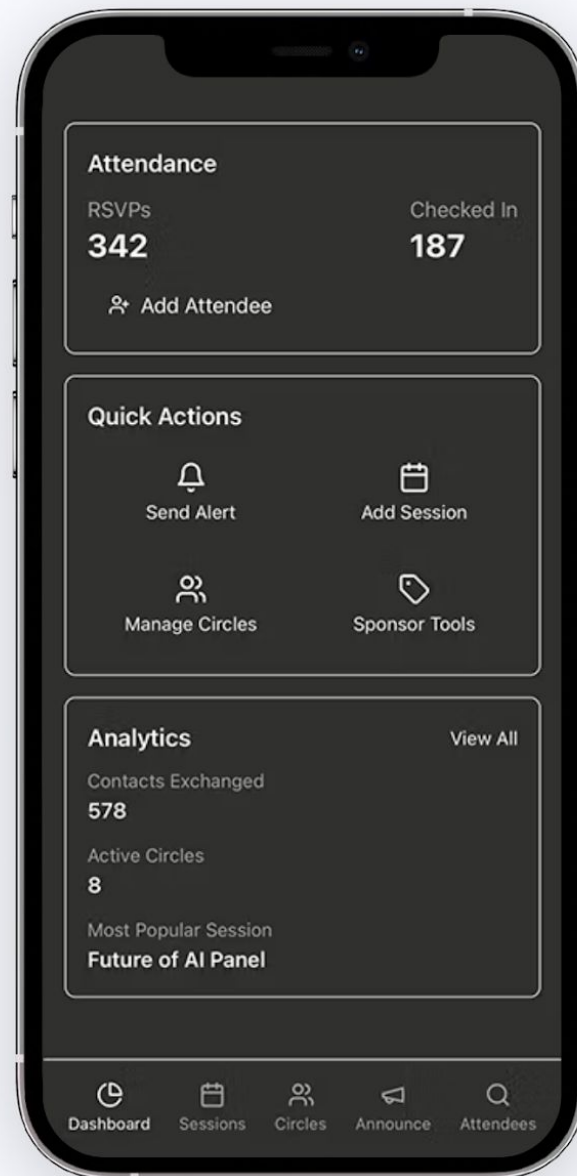 Attendance
RSVPs Checked In
342 187
Add Attendee
Quick Actions
Send Alert Add Session
Manage Circles Sponsor Tools
Analytics View All
Contacts Exchanged
578
Active Circles
8
Most Popular Session
Future of AI Panel
Dashboard Sessions Circles Announce Attendees